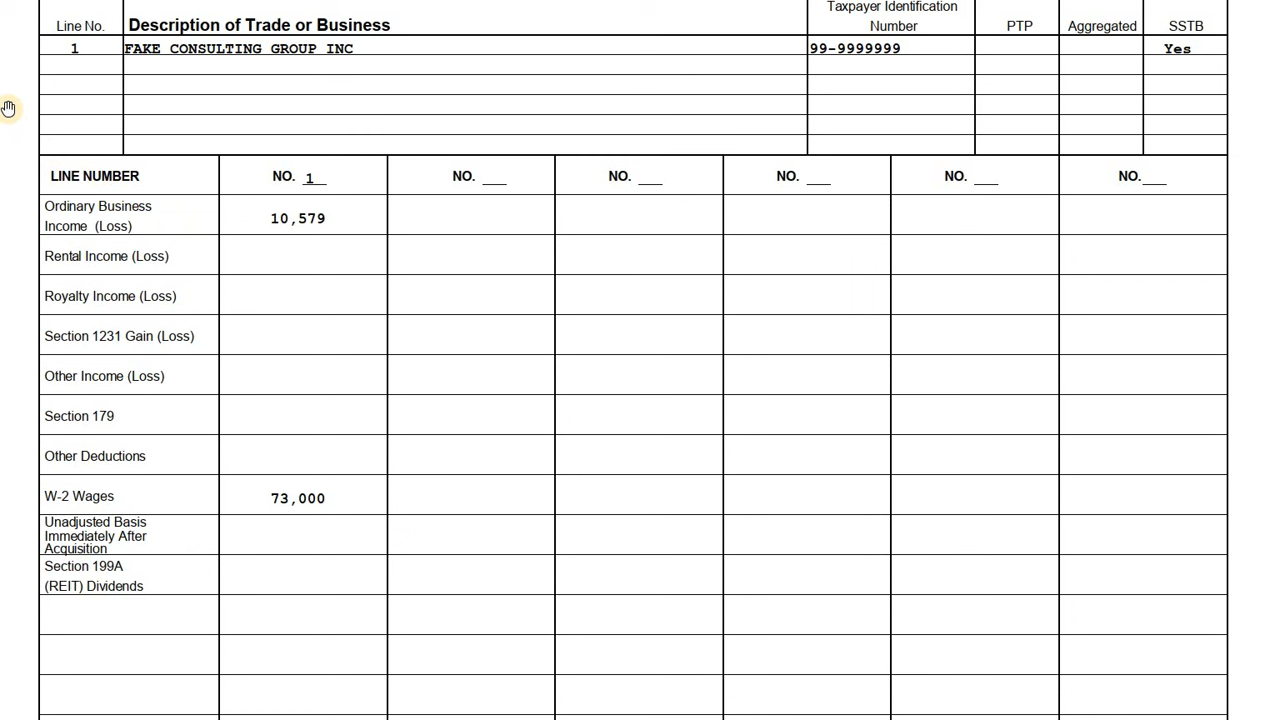 Taxpayer Identification
Line No. Description of Trade or Business Number PTP Aggregated SSTB
1 FAKE CONSULTING GROUP INC 99-9999999 Yes
LINE NUMBER NO. 1 NO. ___ NO. ___ NO. ___ NO. ___ NO. ___
Ordinary Business
Income (Loss) 10,579
Rental Income (Loss)
Royalty Income (Loss)
Section 1231 Gain (Loss)
Other Income (Loss)
Section 179
Other Deductions
W-2 Wages 73,000
Unadjusted Basis
Immediately After
Acquisition
Section 199A
(REIT) Dividends